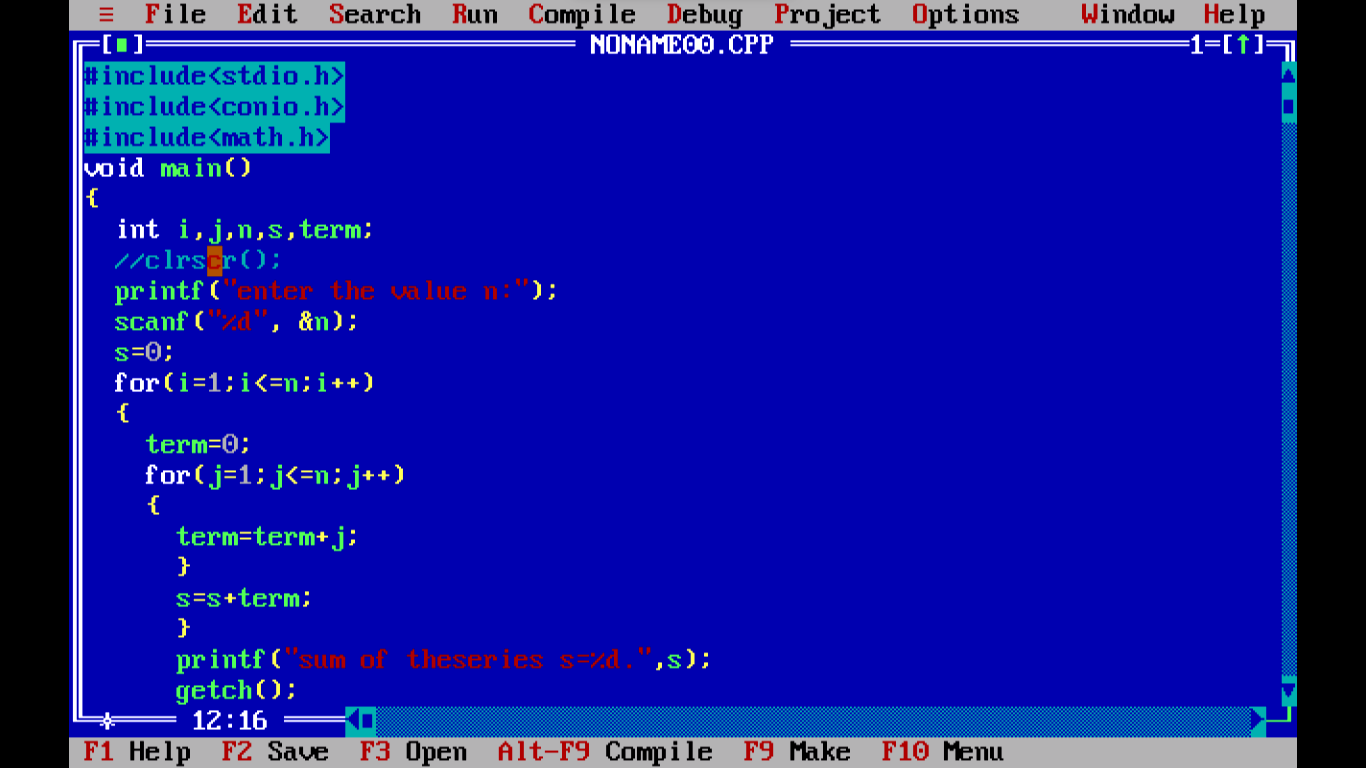 ≡ File Edit Search Run Compile Debug Project Options Window Help
[■] NONAME00.CPP 1=[↑]
#include<stdio.h>
#include<conio.h>
#include<math.h>
void main()
{
int i,j,n,s,term;
//clrscr();
printf("enter the value n:");
scanf("%d", &n);
s=0;
for(i=1;i<=n;i++)
{
term=0;
for(j=1;j<=n;j++)
{
term=term+j;
}
s=s+term;
}
printf("sum of theseries s=%d.",s);
getch();
12:16
F1 Help F2 Save F3 Open Alt-F9 Compile F9 Make F10 Menu